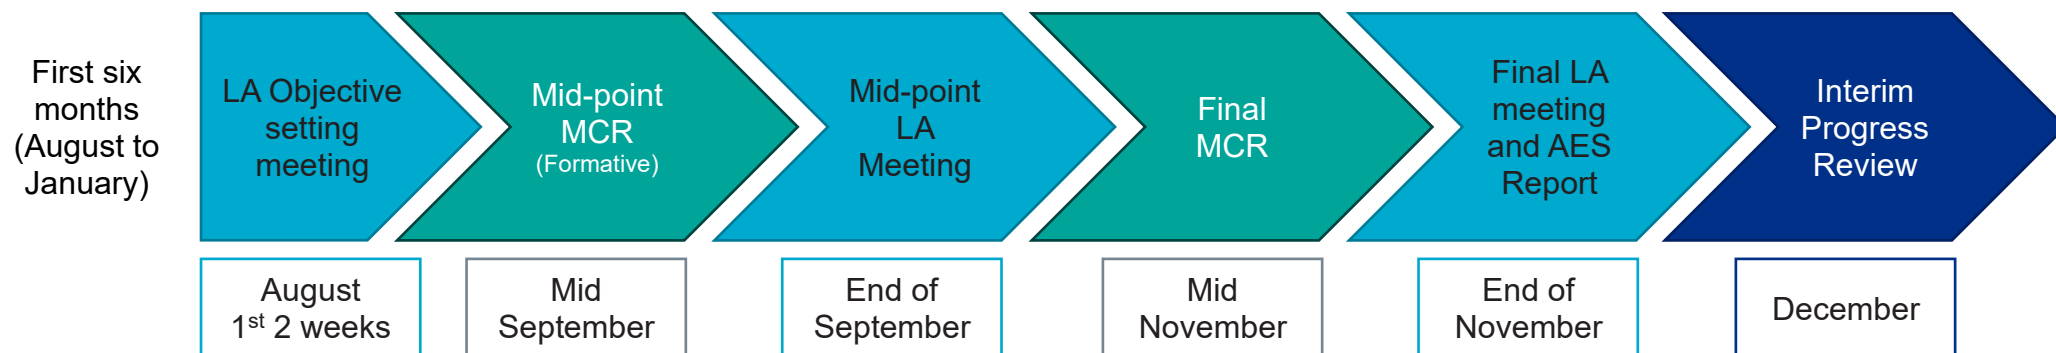 First six
months
(August to
January)
LA Objective
setting
meeting
Mid-point
MCR
(Formative)
Mid-point
LA
Meeting
Final
MCR
Final LA
meeting
and AES
Report
Interim
Progress
Review
August
1st 2 weeks
Mid
September
End of
September
Mid
November
End of
November
December